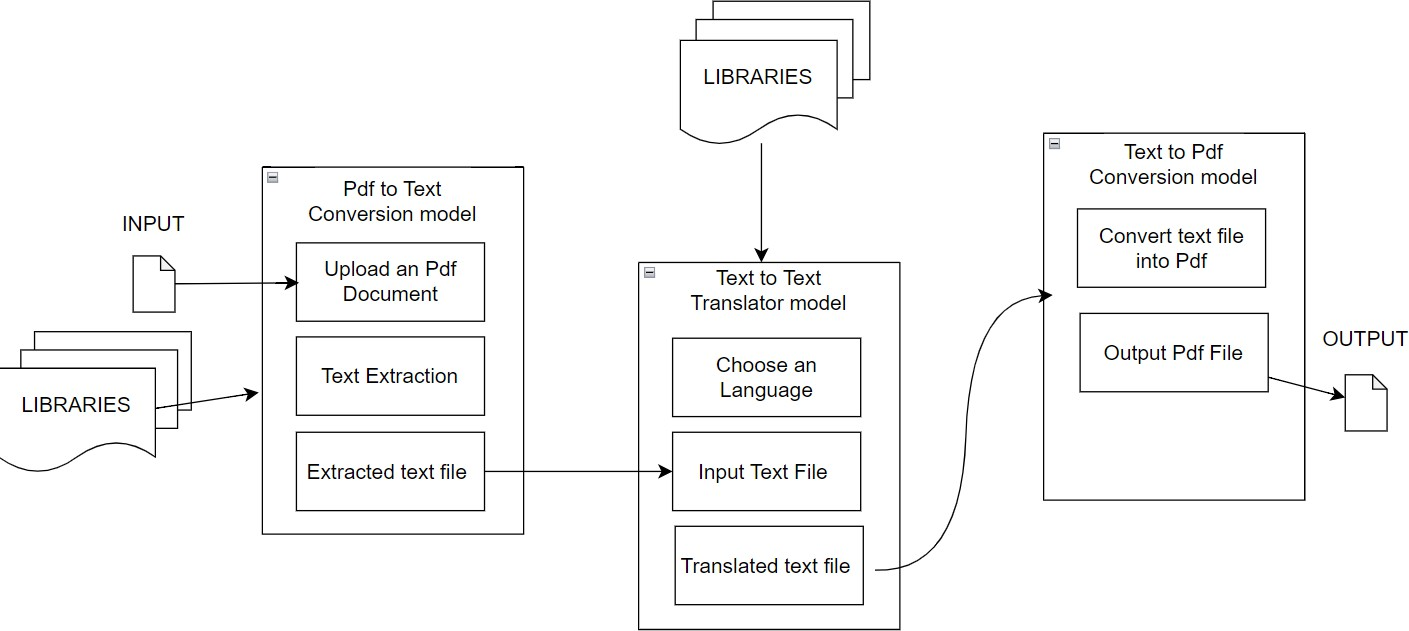 INPUT
LIBRARIES
Pdf to Text
Conversion model
Upload an Pdf
Document
Text Extraction
Extracted text file
LIBRARIES
Text to Text
Translator model
Choose an
Language
Input Text File
Translated text file
Text to Pdf
Conversion model
Convert text file
into Pdf
Output Pdf File
OUTPUT